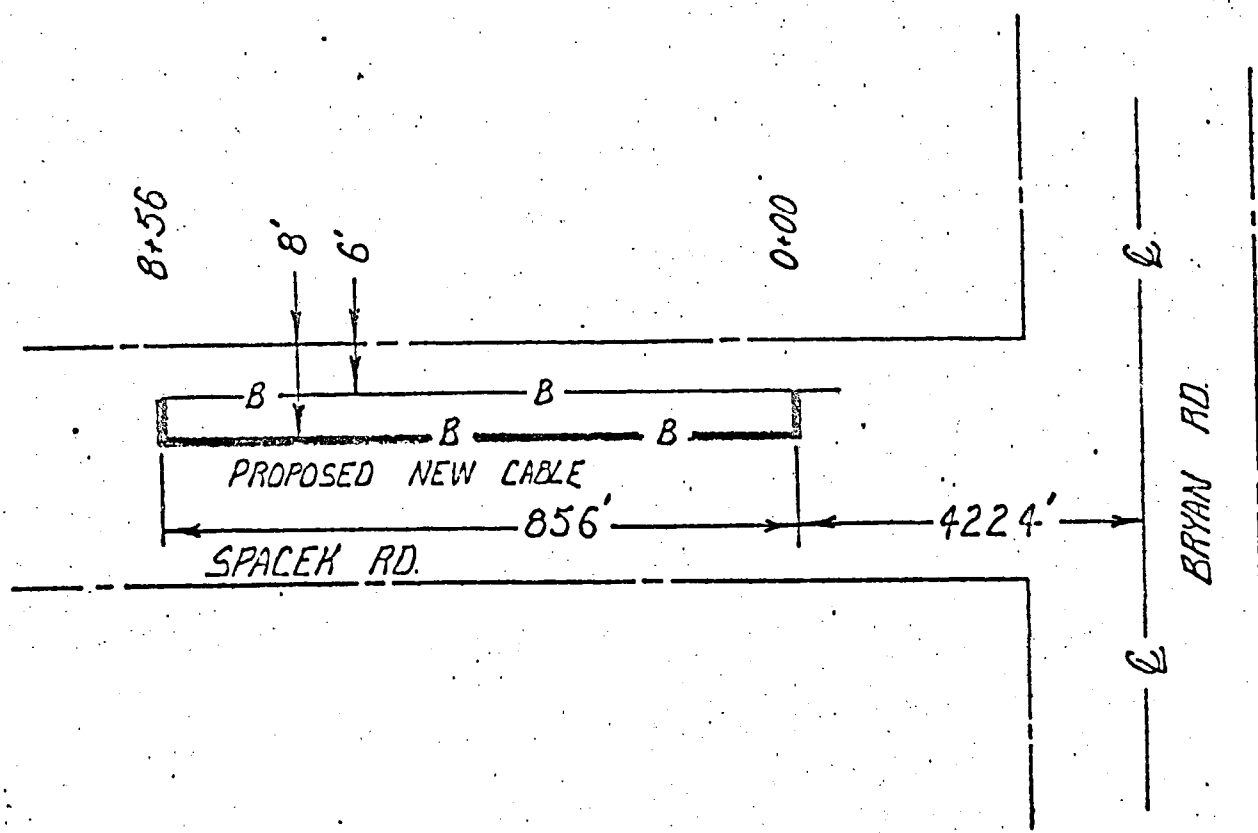 8+56
8'
6'
0+00
℄
B
B
B
B
PROPOSED NEW CABLE
856'
4224'
SPACEK RD.
BRYAN RD.
℄